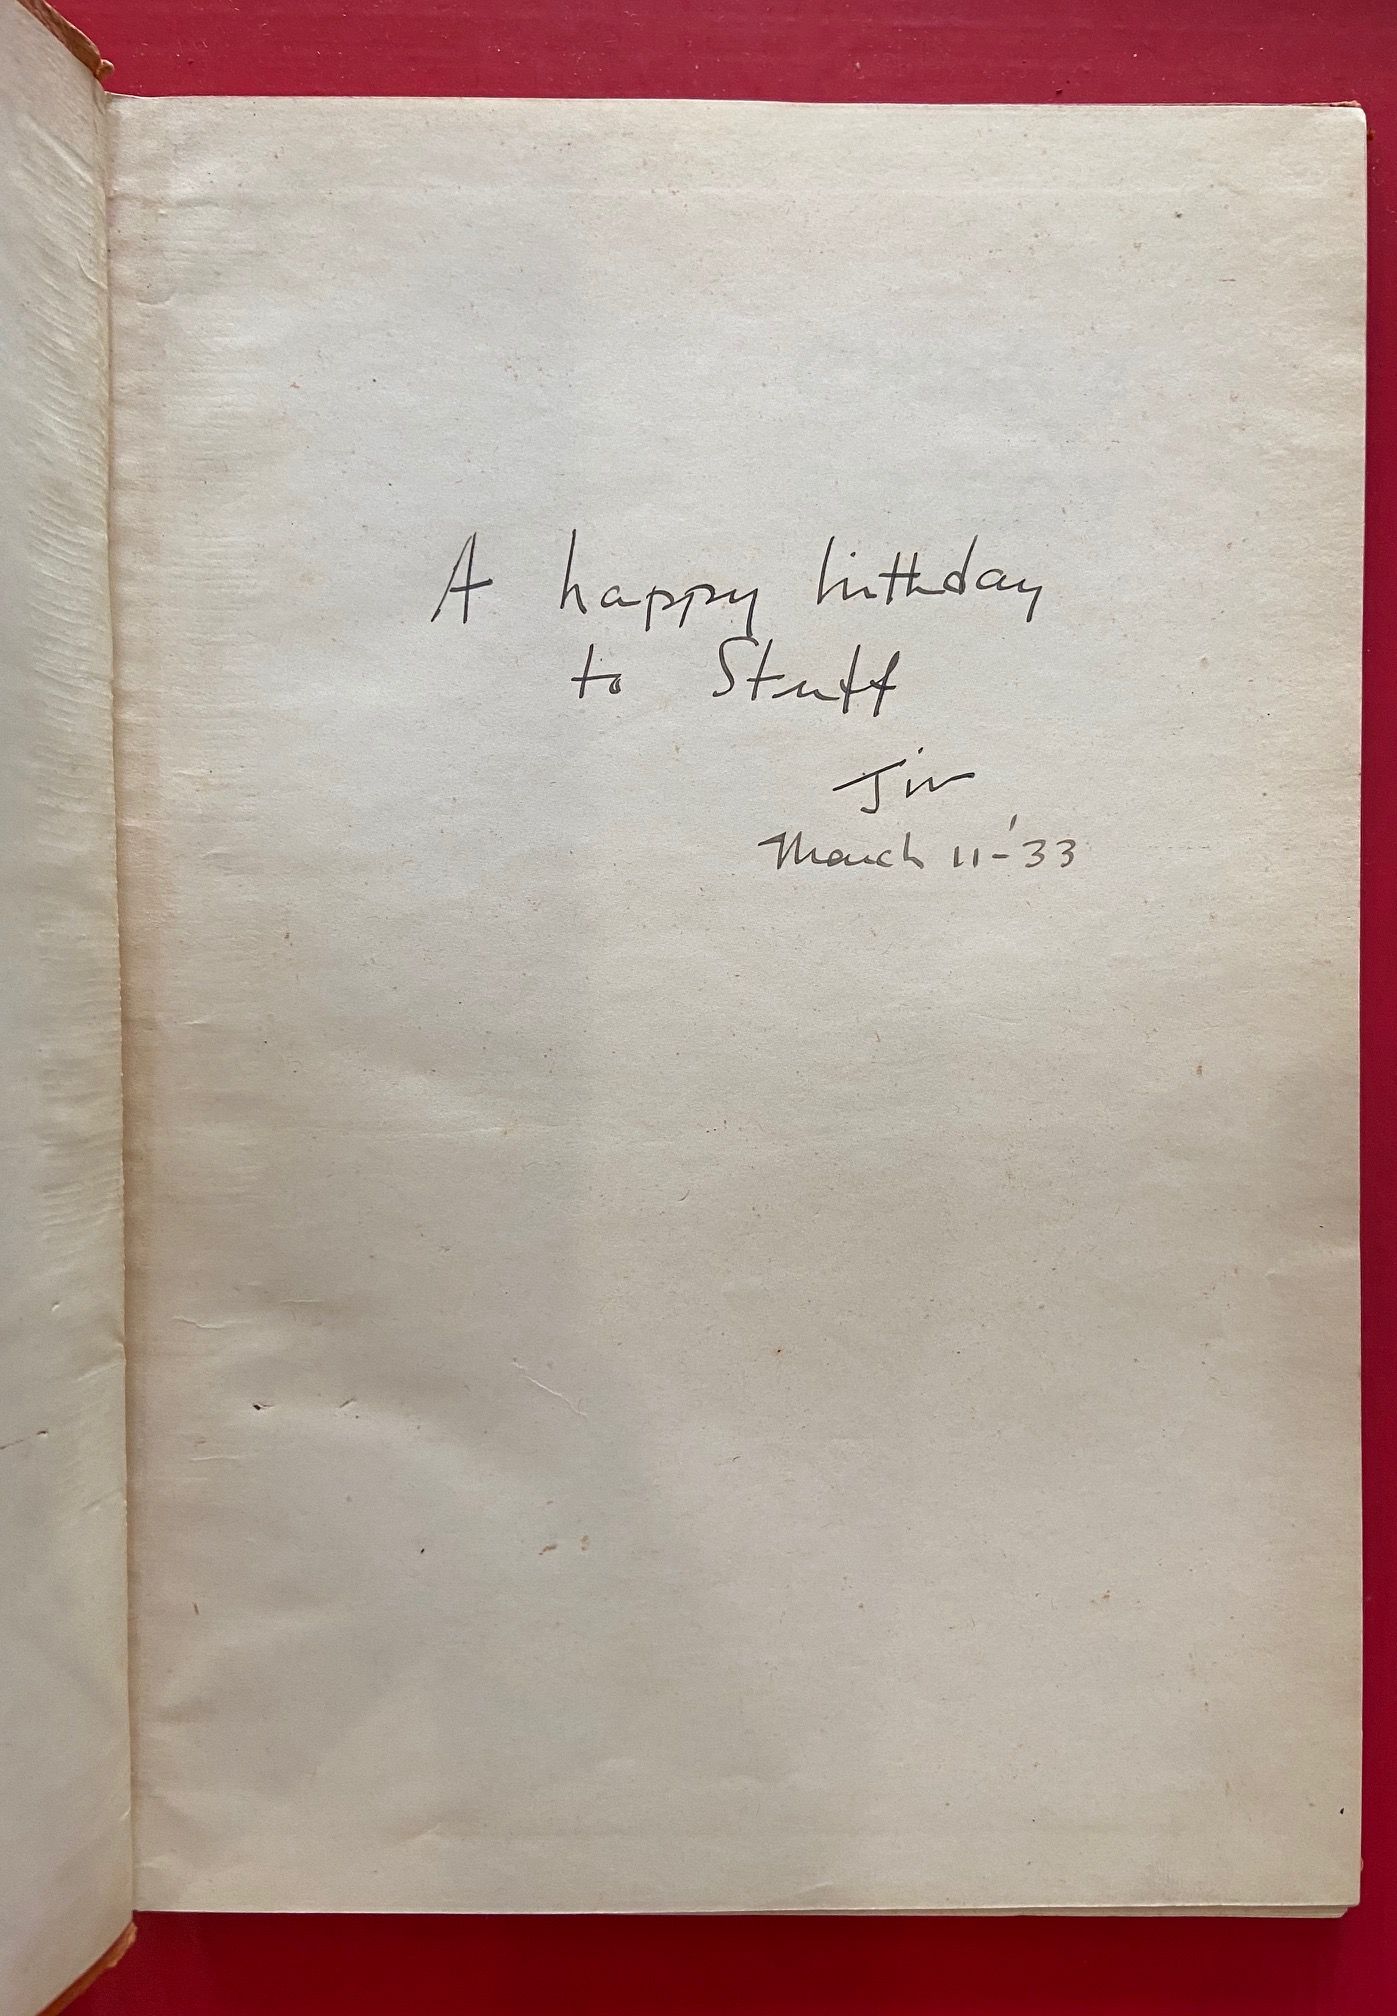 A happy birthday
to Stuff
Jim
March 11-'33